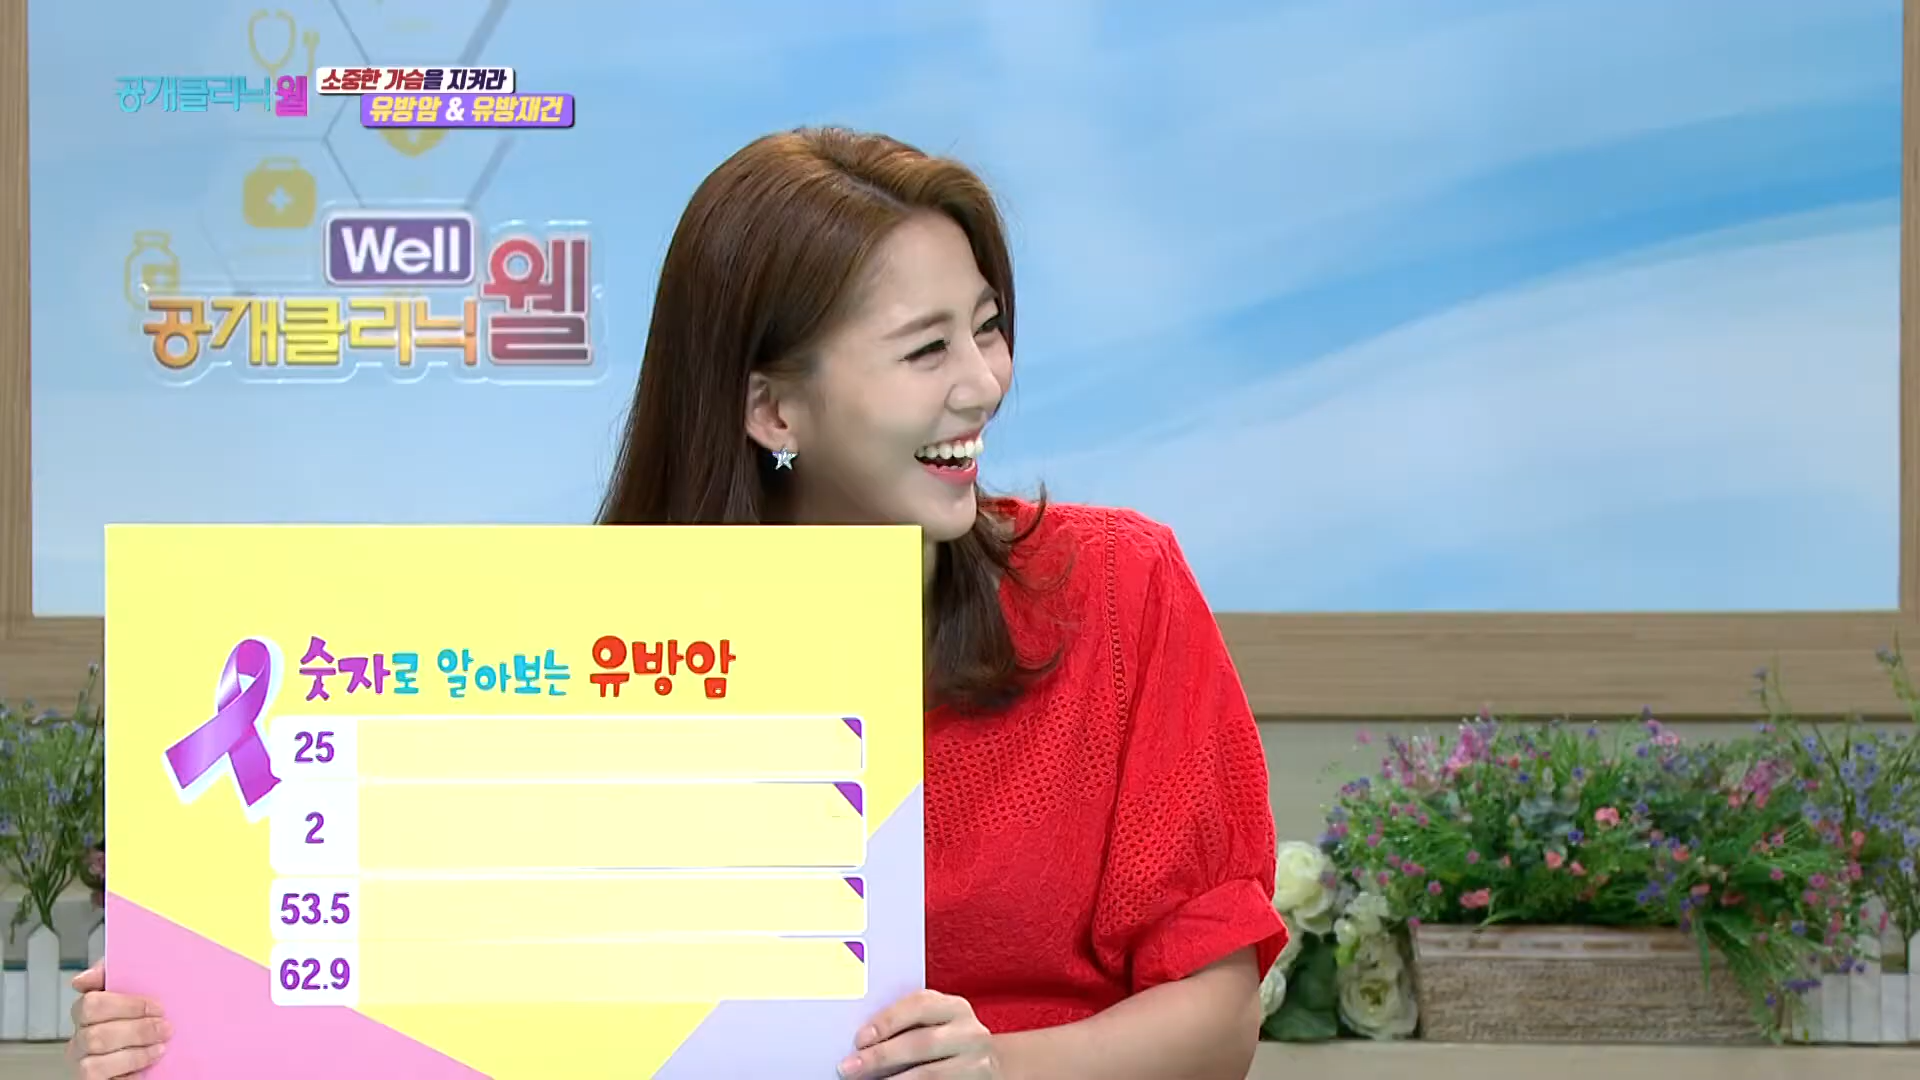 공개클리닉 웰
소중한 가슴을 지켜라
유방암 & 유방재건
Well
공개클리닉 웰
숫자로 알아보는 유방암
25
2
53.5
62.9